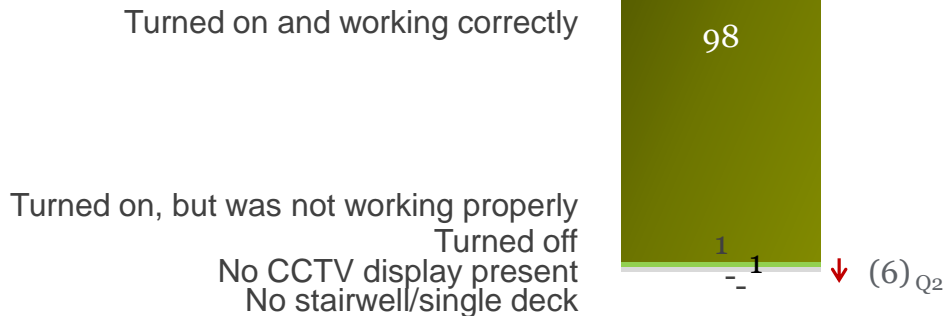 Turned on and working correctly
98
Turned on, but was not working properly
Turned off
1
No CCTV display present
1
-
(6) Q2
No stairwell/single deck
-